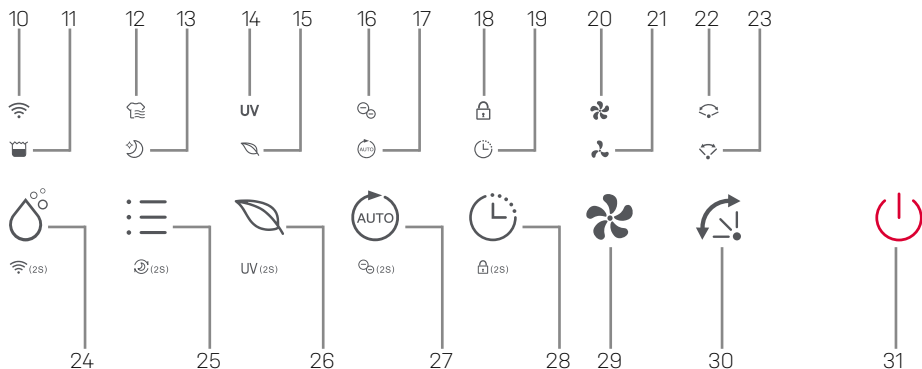 10 11 12 13 14 15 16 17 18 19 20 21 22 23
UV
AUTO
AUTO
(2S) (2S) UV (2S) (2S) (2S)
24 25 26 27 28 29 30 31